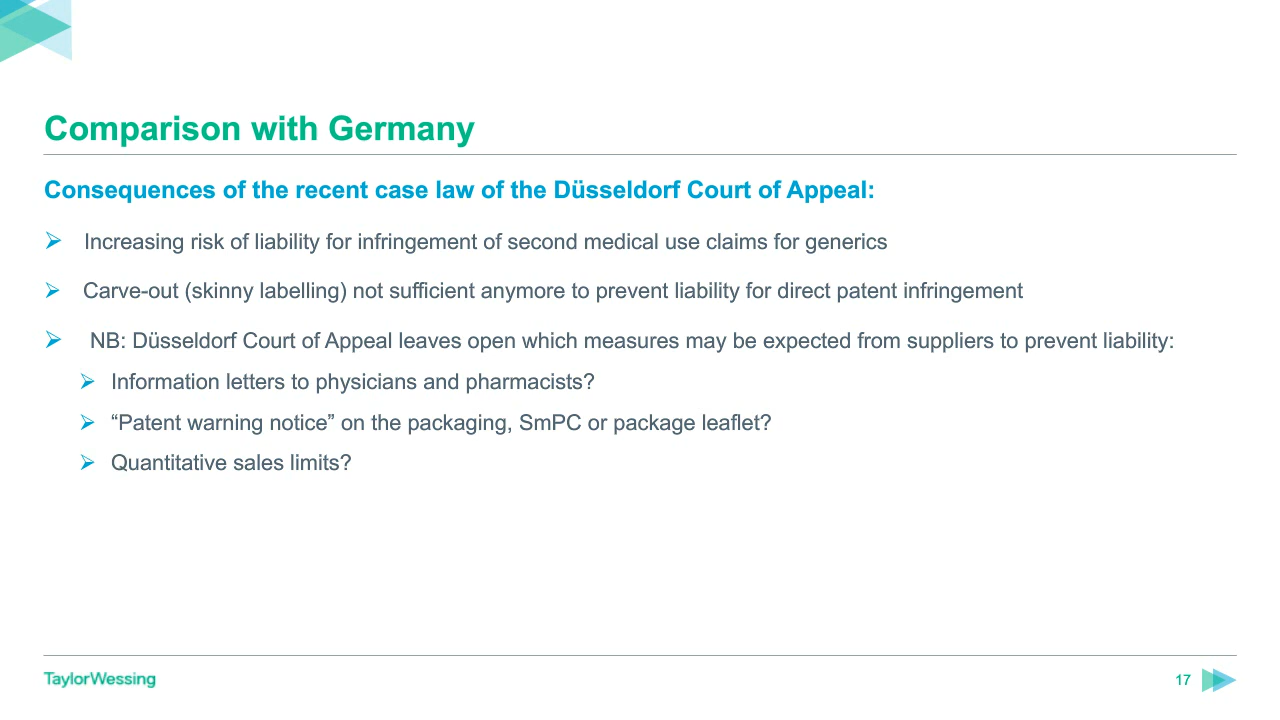 Comparison with Germany
Consequences of the recent case law of the Düsseldorf Court of Appeal:
Increasing risk of liability for infringement of second medical use claims for generics
Carve-out (skinny labelling) not sufficient anymore to prevent liability for direct patent infringement
NB: Düsseldorf Court of Appeal leaves open which measures may be expected from suppliers to prevent liability:
Information letters to physicians and pharmacists?
“Patent warning notice” on the packaging, SmPC or package leaflet?
Quantitative sales limits?
TaylorWessing
17